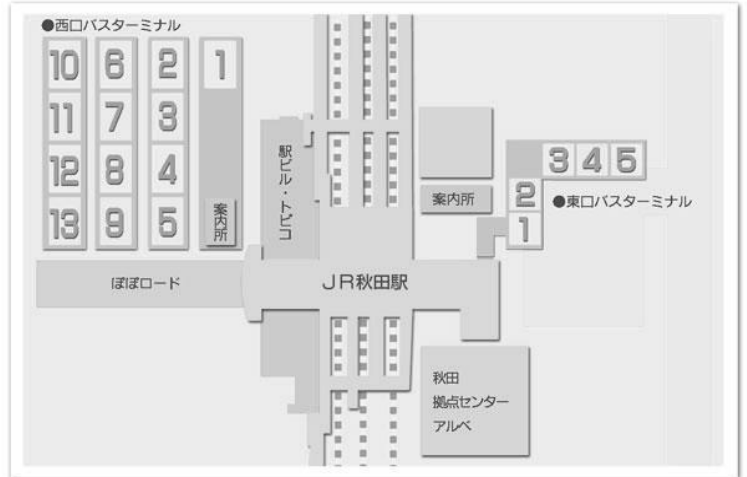 ●西口バスターミナル
10 6 2 1
11 7 3
12 8 4
13 9 5
案内所
駅ビル・トピコ
ぽぽロード
JR秋田駅
案内所
3 4 5
2
1
●東口バスターミナル
秋田
拠点センター
アルベ